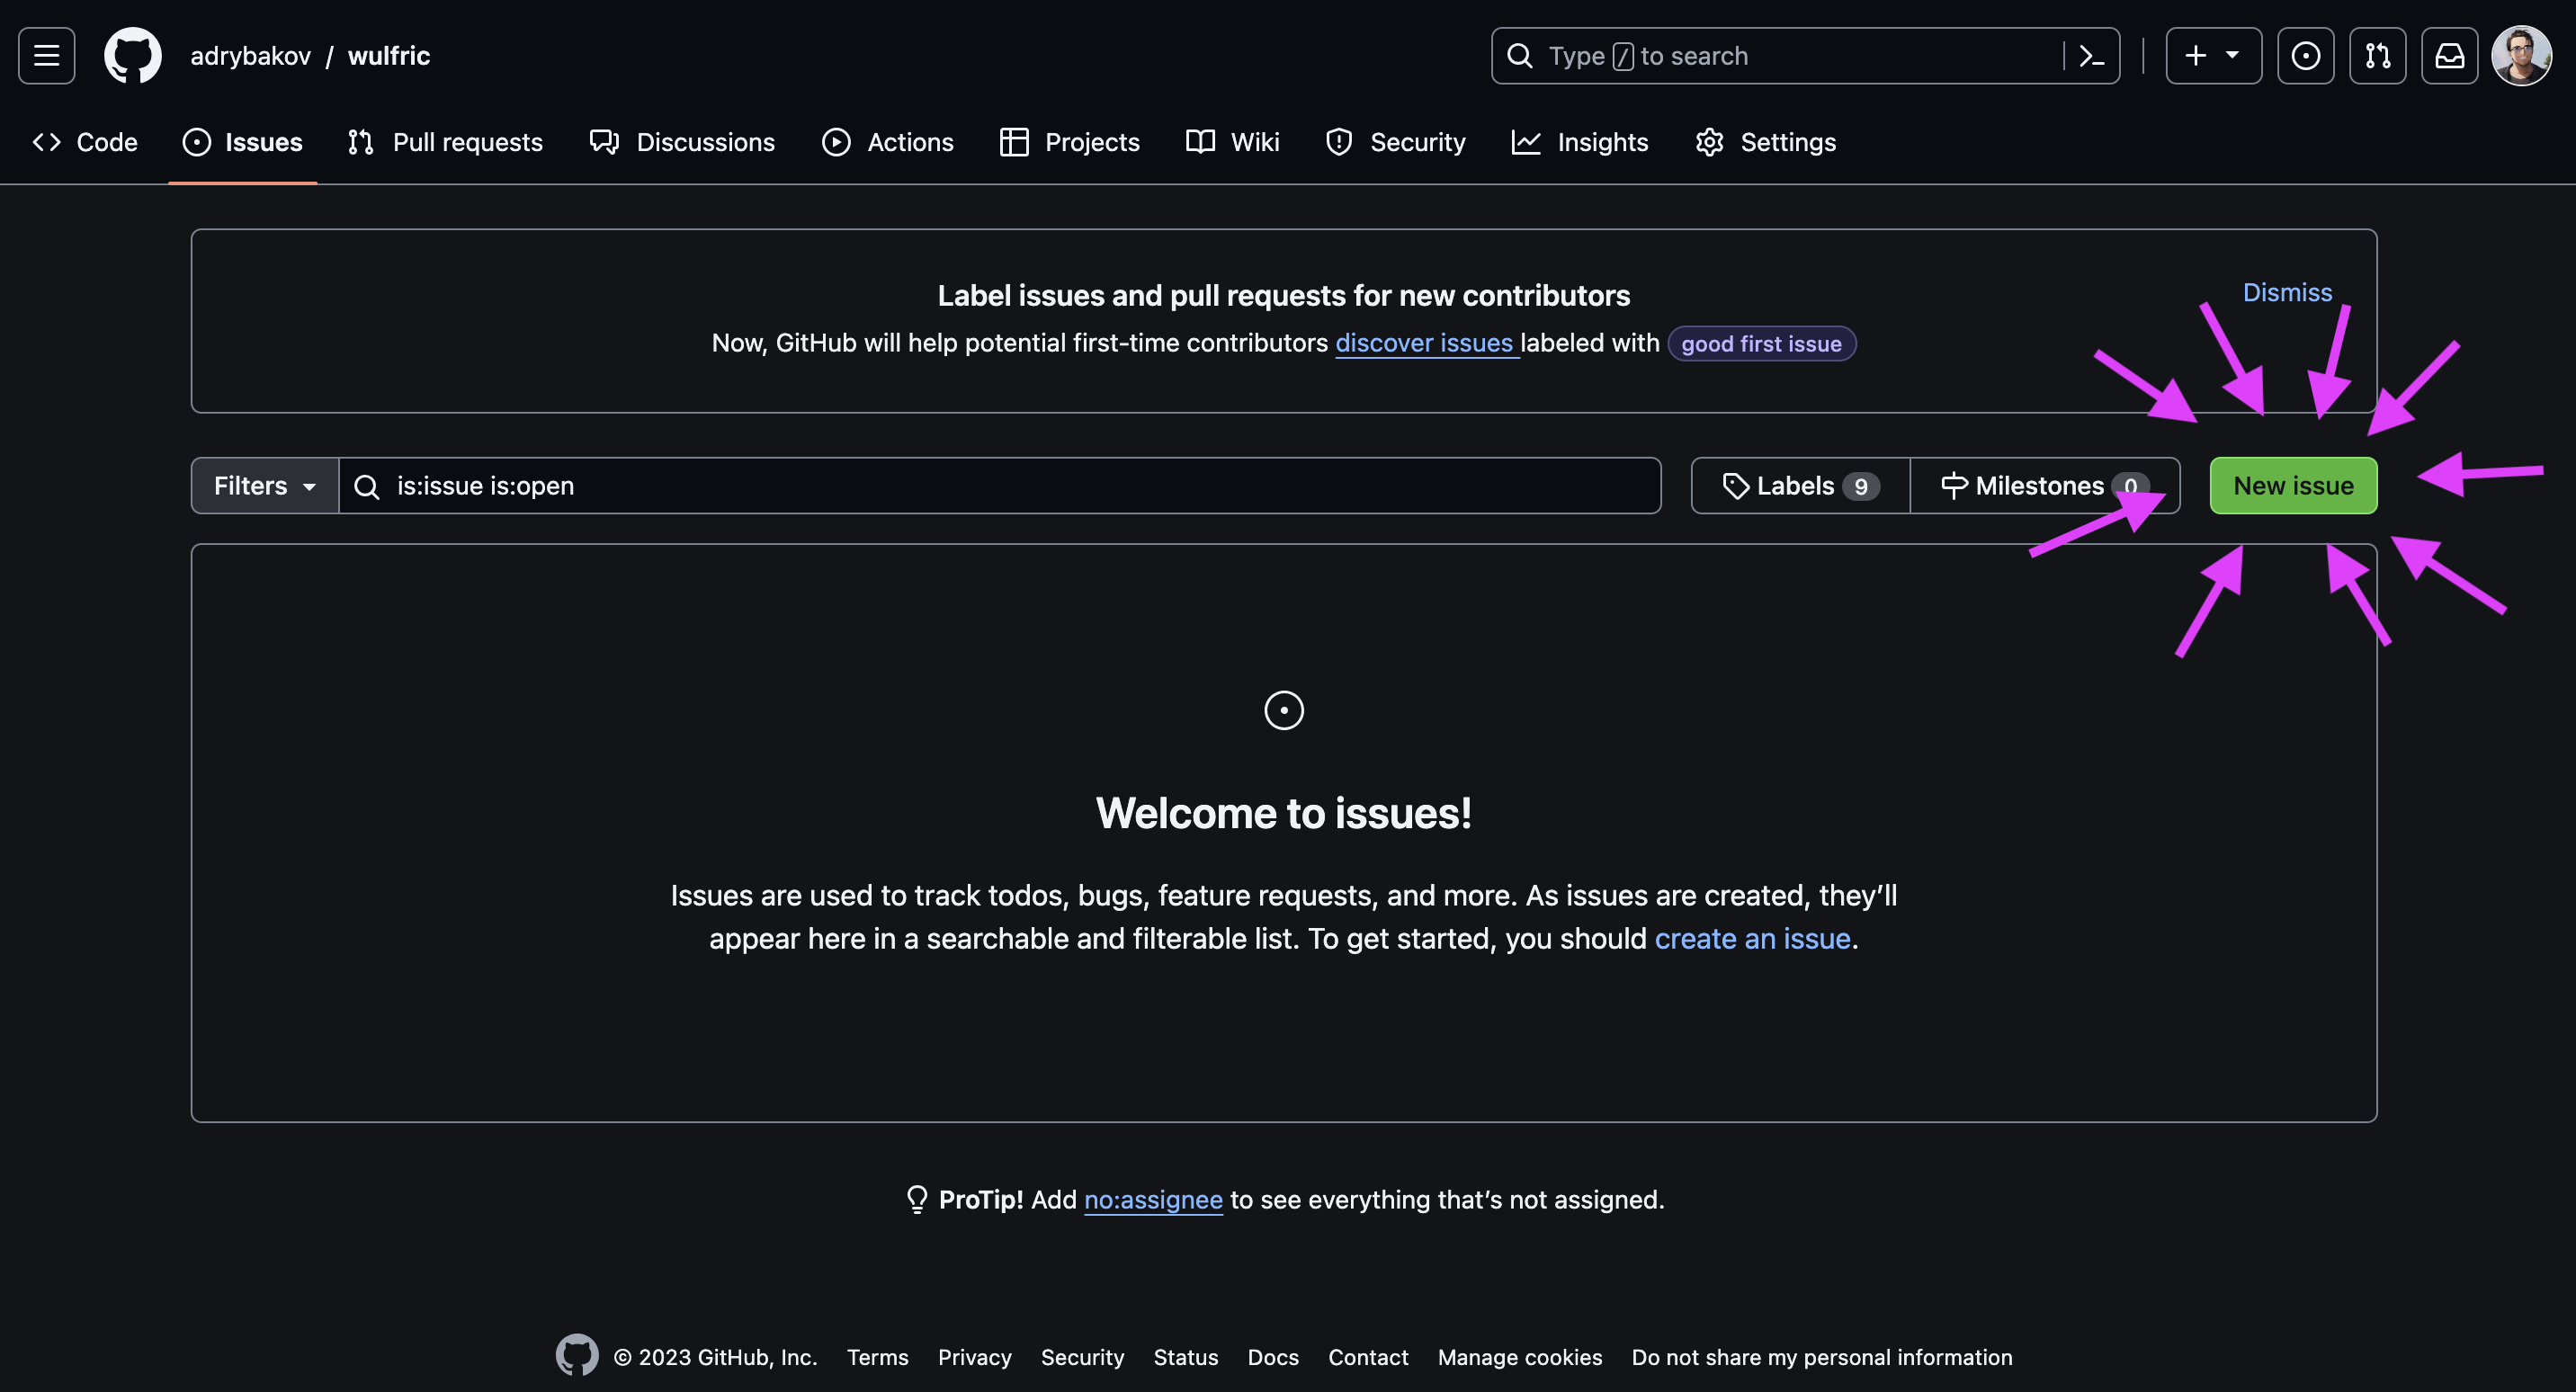 adrybakov / wulfric
Type / to search
Code Issues Pull requests Discussions Actions Projects Wiki Security Insights Settings
Label issues and pull requests for new contributors
Dismiss
Now, GitHub will help potential first-time contributors discover issues labeled with good first issue
Filters is:issue is:open Labels 9 Milestones 0 New issue
Welcome to issues!
Issues are used to track todos, bugs, feature requests, and more. As issues are created, they’ll
appear here in a searchable and filterable list. To get started, you should create an issue.
ProTip! Add no:assignee to see everything that’s not assigned.
© 2023 GitHub, Inc. Terms Privacy Security Status Docs Contact Manage cookies Do not share my personal information